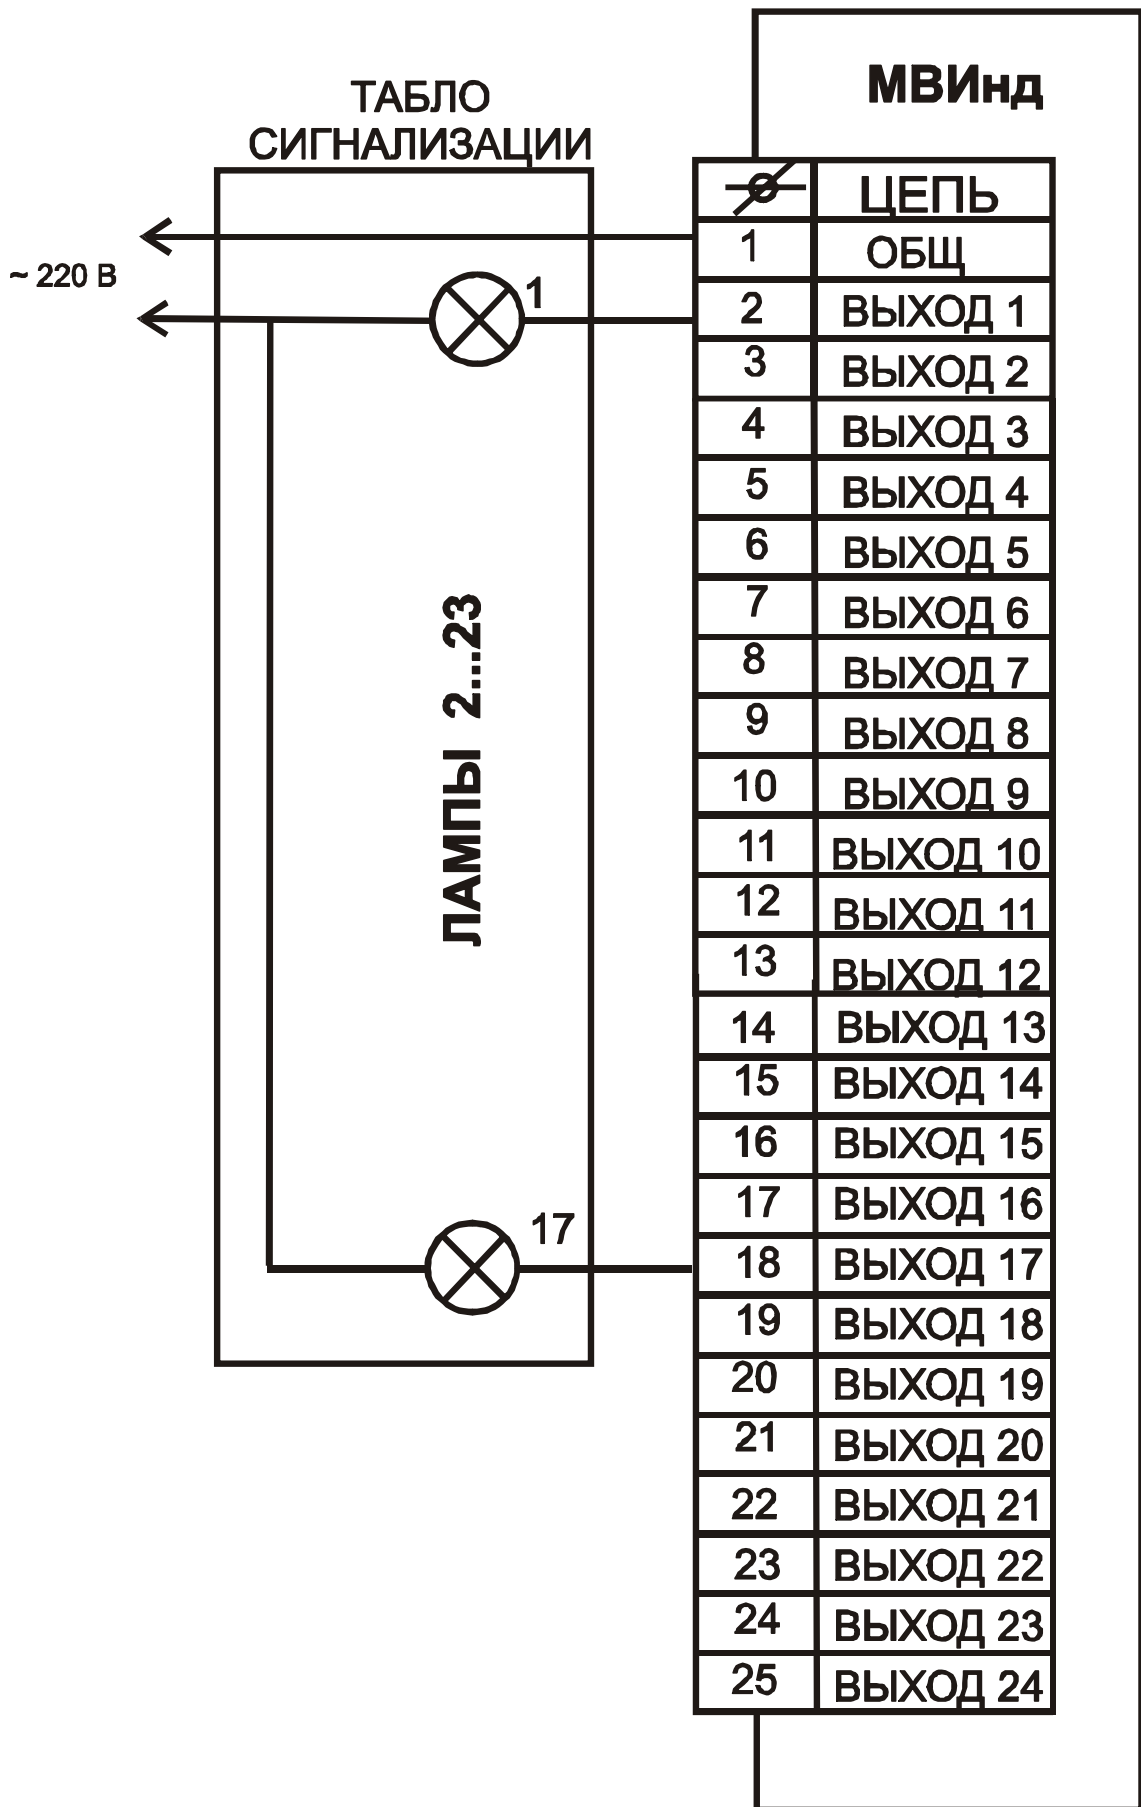 МВИнд
ТАБЛО
СИГНАЛИЗАЦИИ
~ 220 В
1
ЛАМПЫ 2...23
17
ЦЕПЬ
1 ОБЩ
2 ВЫХОД 1
3 ВЫХОД 2
4 ВЫХОД 3
5 ВЫХОД 4
6 ВЫХОД 5
7 ВЫХОД 6
8 ВЫХОД 7
9 ВЫХОД 8
10 ВЫХОД 9
11 ВЫХОД 10
12 ВЫХОД 11
13 ВЫХОД 12
14 ВЫХОД 13
15 ВЫХОД 14
16 ВЫХОД 15
17 ВЫХОД 16
18 ВЫХОД 17
19 ВЫХОД 18
20 ВЫХОД 19
21 ВЫХОД 20
22 ВЫХОД 21
23 ВЫХОД 22
24 ВЫХОД 23
25 ВЫХОД 24